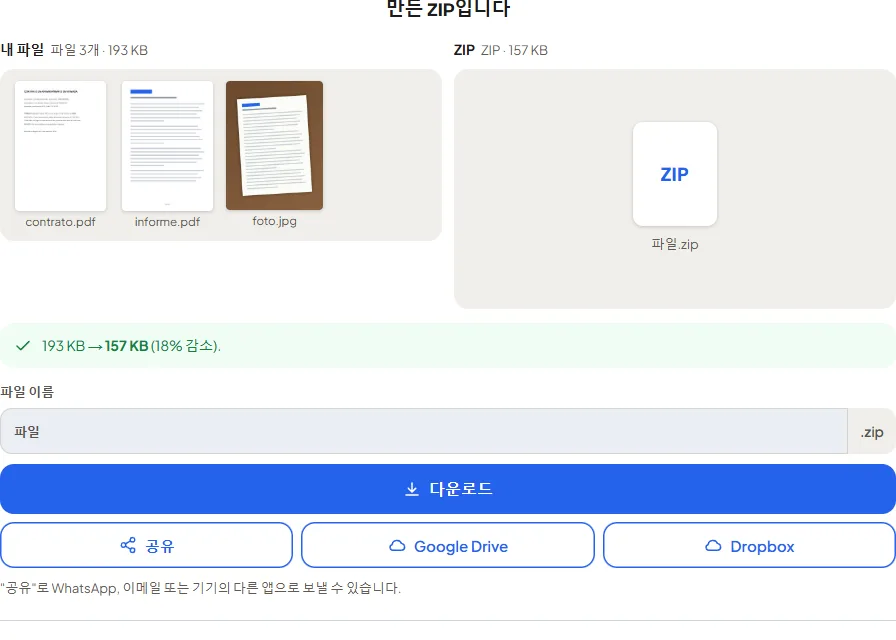 만든 ZIP입니다
내 파일 파일 3개 · 193 KB
ZIP ZIP · 157 KB
contrato.pdf
informe.pdf
foto.jpg
ZIP
파일.zip
193 KB → 157 KB (18% 감소).
파일 이름
파일
.zip
다운로드
공유
Google Drive
Dropbox
"공유"로 WhatsApp, 이메일 또는 기기의 다른 앱으로 보낼 수 있습니다.